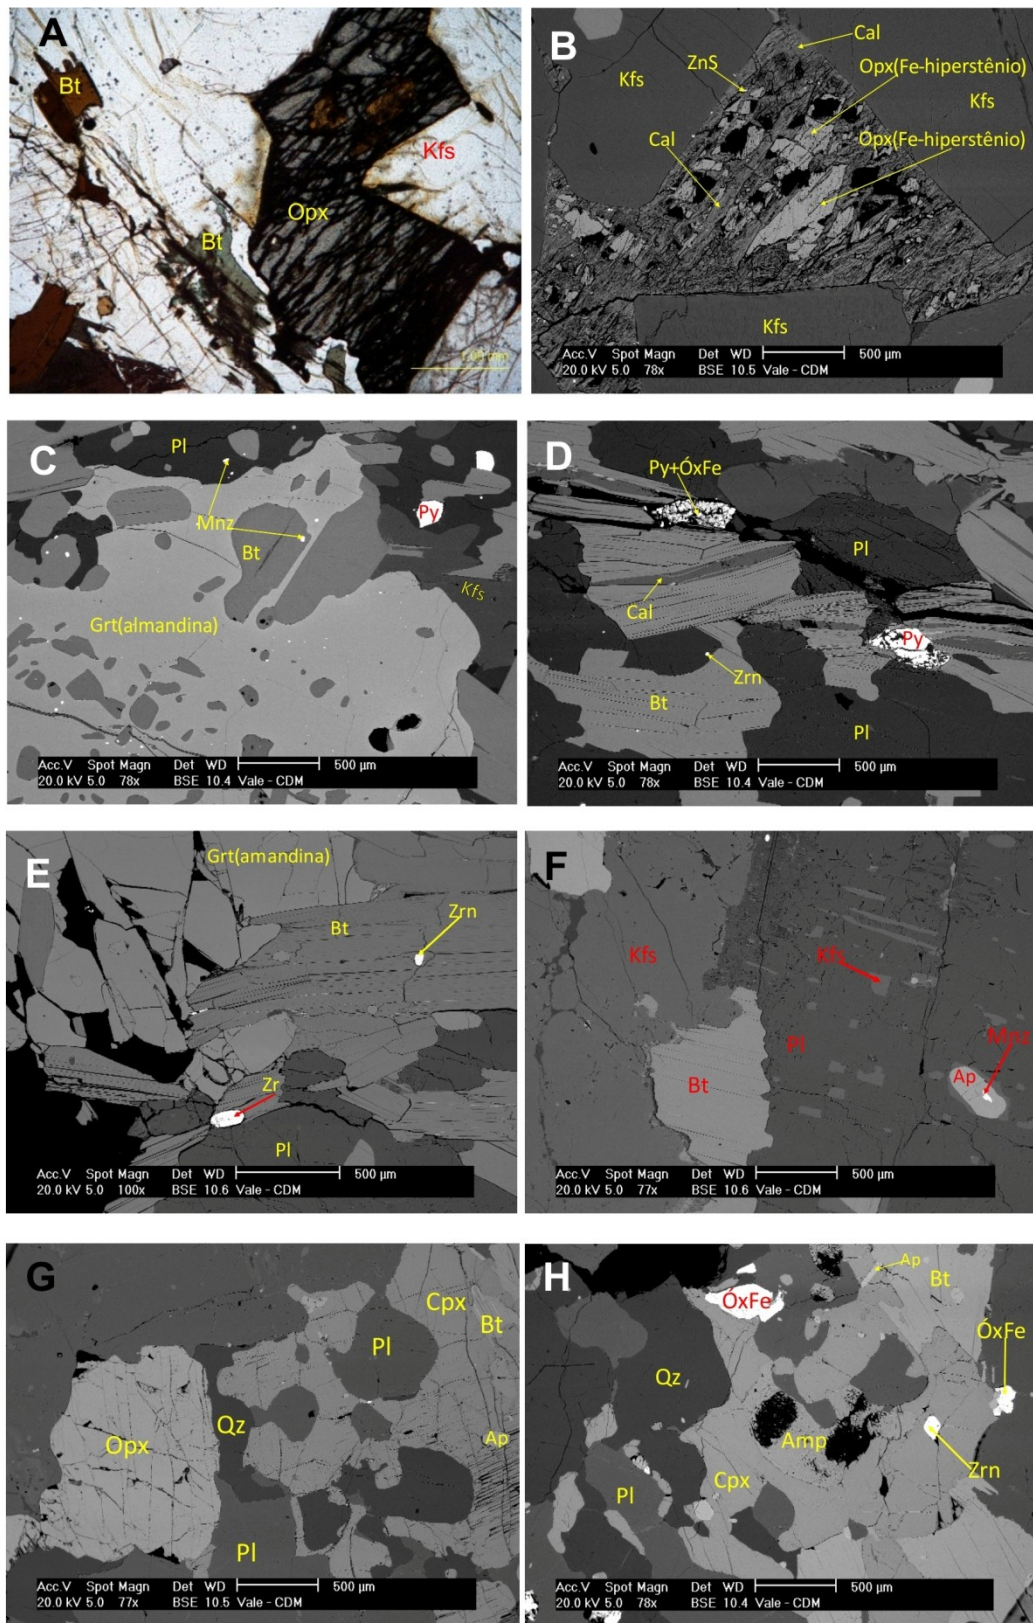 A
Bt
Kfs
Opx
Bt
1.05 mm
B
Cal
ZnS
Opx(Fe-hiperstênio)
Kfs
Kfs
Cal
Opx(Fe-hiperstênio)
Kfs
Acc.V Spot Magn Det WD 500 µm
20.0 kV 5.0 78x BSE 10.5 Vale - CDM
C
Pl
Mnz
Py
Bt
Kfs
Grt(almandina)
Acc.V Spot Magn Det WD 500 µm
20.0 kV 5.0 78x BSE 10.4 Vale - CDM
D
Py+ÓxFe
Pl
Cal
Py
Zrn
Bt
Pl
Acc.V Spot Magn Det WD 500 µm
20.0 kV 5.0 78x BSE 10.4 Vale - CDM
E
Grt(amandina)
Bt
Zrn
Zr
Pl
Acc.V Spot Magn Det WD 500 µm
20.0 kV 5.0 100x BSE 10.6 Vale - CDM
F
Kfs
Kfs
Mnz
Pl
Ap
Bt
Acc.V Spot Magn Det WD 500 µm
20.0 kV 5.0 77x BSE 10.6 Vale - CDM
G
Cpx
Bt
Pl
Qz
Opx
Ap
Pl
Acc.V Spot Magn Det WD 500 µm
20.0 kV 5.0 77x BSE 10.5 Vale - CDM
H
Ap
Bt
ÓxFe
ÓxFe
Qz
Amp
Zrn
Cpx
Pl
Acc.V Spot Magn Det WD 500 µm
20.0 kV 5.0 78x BSE 10.4 Vale - CDM